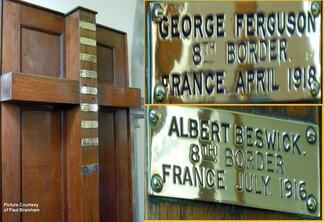 GEORGE FERGUSON
8TH BORDER.
FRANCE. APRIL 1918.
ALBERT BESWICK.
8TH BORDER
FRANCE JULY. 1916.
Picture Courtesy
of Paul Bramham